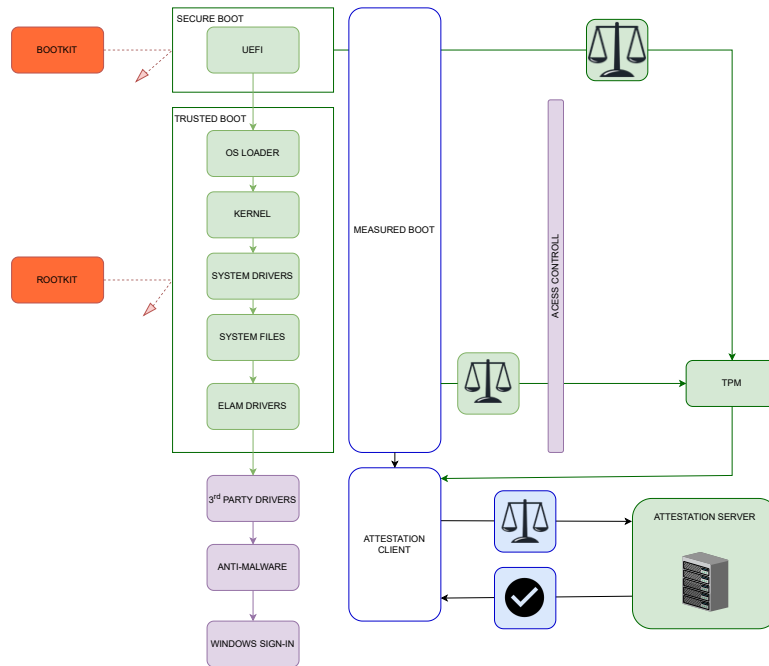 SECURE BOOT
BOOTKIT
UEFI
TRUSTED BOOT
OS LOADER
KERNEL
MEASURED BOOT
ACESS CONTROLL
ROOTKIT
SYSTEM DRIVERS
SYSTEM FILES
ELAM DRIVERS
TPM
3rd PARTY DRIVERS
ATTESTATION
CLIENT
ATTESTATION SERVER
ANTI-MALWARE
WINDOWS SIGN-IN